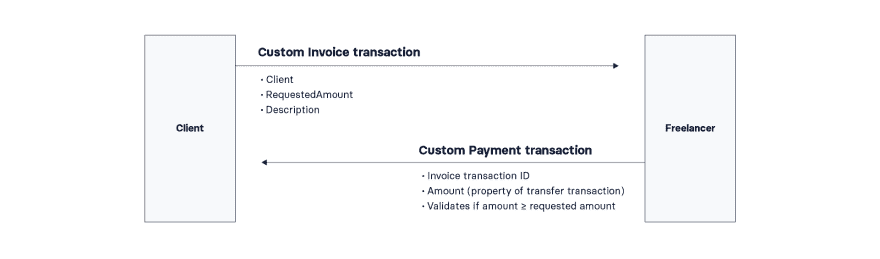 Custom Invoice transaction
· Client
· RequestedAmount
· Description
Client
Freelancer
Custom Payment transaction
· Invoice transaction ID
· Amount (property of transfer transaction)
· Validates if amount ≥ requested amount